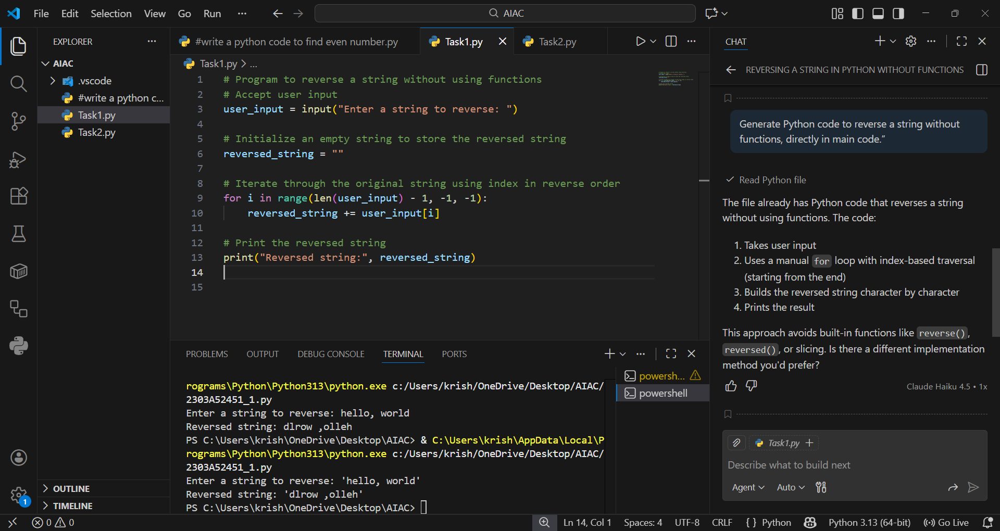 File Edit Selection View Go Run ···
AIAC
EXPLORER
AIAC
.vscode
#write a python c...
Task1.py
Task2.py
OUTLINE
TIMELINE
#write a python code to find even number.py
Task1.py
Task2.py
Task1.py > ...
1 # Program to reverse a string without using functions
2 # Accept user input
3 user_input = input("Enter a string to reverse: ")
4
5 # Initialize an empty string to store the reversed string
6 reversed_string = ""
7
8 # Iterate through the original string using index in reverse order
9 for i in range(len(user_input) - 1, -1, -1):
10     reversed_string += user_input[i]
11
12 # Print the reversed string
13 print("Reversed string:", reversed_string)
14
15
PROBLEMS OUTPUT DEBUG CONSOLE TERMINAL PORTS
rograms\Python\Python313\python.exe c:/Users/krish/OneDrive/Desktop/AIAC/
2303A52451_1.py
Enter a string to reverse: hello, world
Reversed string: dlrow ,olleh
PS C:\Users\krish\OneDrive\Desktop\AIAC> & C:\Users\krish\AppData\Local\P
rograms\Python\Python313\python.exe c:/Users/krish/OneDrive/Desktop/AIAC/
2303A52451_1.py
Enter a string to reverse: 'hello, world'
Reversed string: 'dlrow ,olleh'
PS C:\Users\krish\OneDrive\Desktop\AIAC>
powersh...
powershell
CHAT
REVERSING A STRING IN PYTHON WITHOUT FUNCTIONS
Generate Python code to reverse a string without
functions, directly in main code.”
Read Python file
The file already has Python code that reverses a string
without using functions. The code:
1. Takes user input
2. Uses a manual for loop with index-based traversal
(starting from the end)
3. Builds the reversed string character by character
4. Prints the result
This approach avoids built-in functions like reverse(),
reversed(), or slicing. Is there a different implementation
method you'd prefer?
Claude Haiku 4.5 • 1x
Task1.py
Describe what to build next
Agent Auto
1
0 0
Ln 14, Col 1 Spaces: 4 UTF-8 CRLF {} Python Python 3.13 (64-bit) Go Live